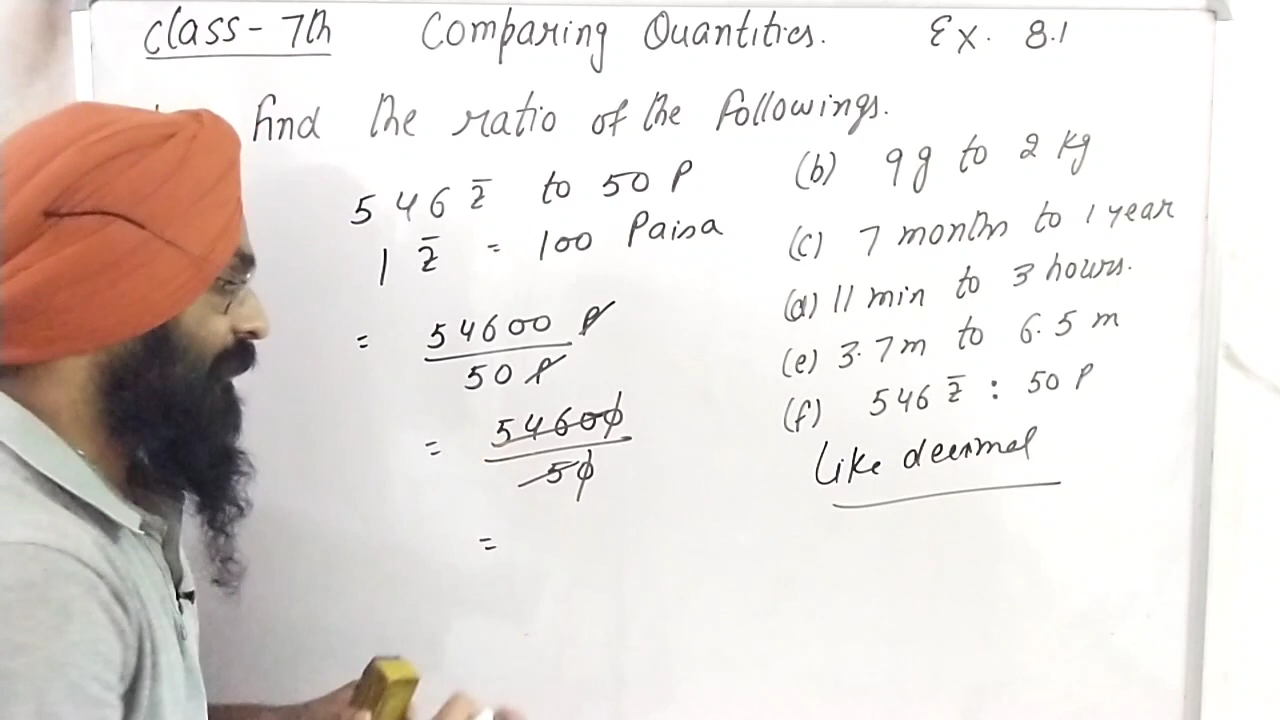 class - 7th Comparing Quantities. Ex. 8.1
find the ratio of the followings.
546 z̄ to 50 P
1 z̄ = 100 Paisa
= 54600 P / 50 P
= 54600 / 50
=
(b) 9g to 2 kg
(c) 7 months to 1 year
(d) 11 min to 3 hours.
(e) 3.7m to 6.5 m
(f) 546 z̄ : 50 P
Like decimal